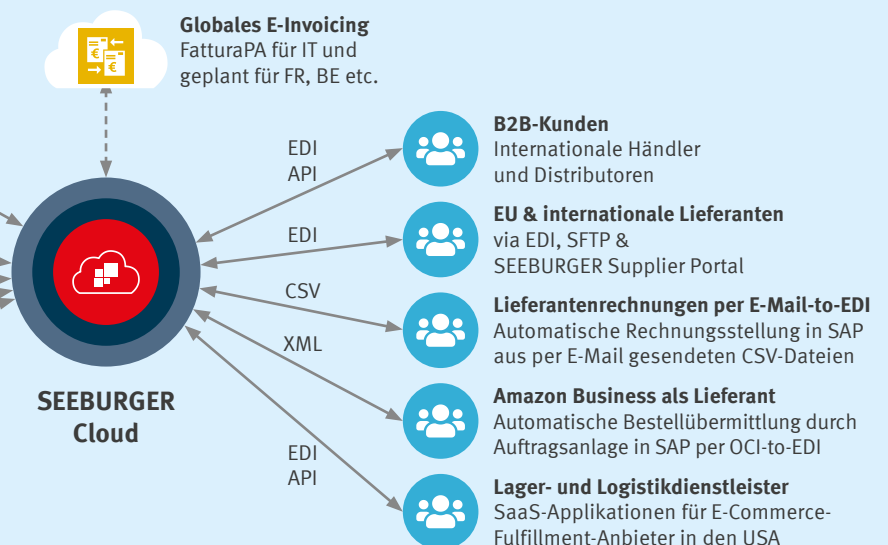 Globales E-Invoicing
FatturaPA für IT und
geplant für FR, BE etc.
€
€
EDI
API
B2B-Kunden
Internationale Händler
und Distributoren
EDI
EU & internationale Lieferanten
via EDI, SFTP &
SEEBURGER Supplier Portal
CSV
Lieferantenrechnungen per E-Mail-to-EDI
Automatische Rechnungsstellung in SAP
aus per E-Mail gesendeten CSV-Dateien
XML
Amazon Business als Lieferant
Automatische Bestellübermittlung durch
Auftragsanlage in SAP per OCI-to-EDI
SEEBURGER
Cloud
EDI
API
Lager- und Logistikdienstleister
SaaS-Applikationen für E-Commerce-
Fulfillment-Anbieter in den USA